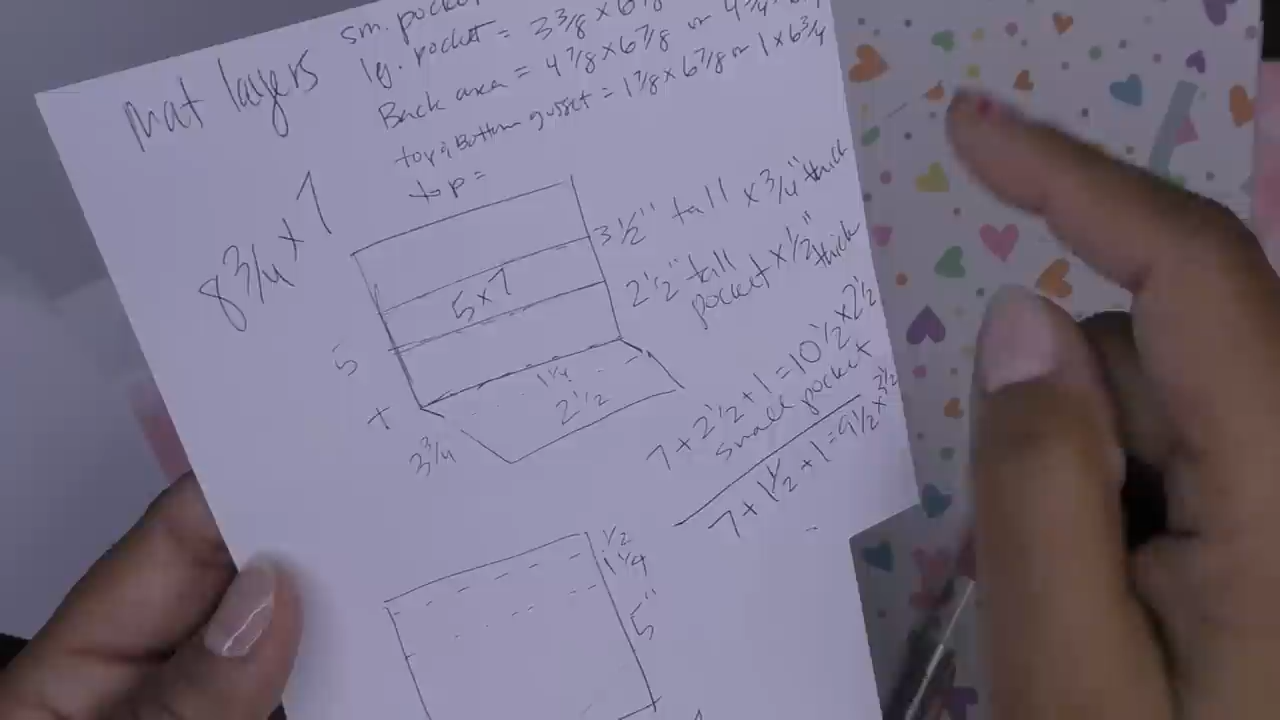 mat layers
sm. pocket
lg. pocket = 3 3/8 x 6 7/8 or 4 3/4 x 6
Back area = 4 7/8 x 6 7/8
top & Bottom gusset = 1 7/8 x 6 7/8 or 1 x 6 3/4
top =
8 3/4 x 7
3 1/2" tall x 3/4" thick
5 x 7
2 1/2" tall x 1/2" thick
pocket
5
+
3 3/4
1 1/4
2 1/2
7 + 2 1/2 + 1 = 10 1/2 x 2 1/2
small pocket
7 + 1 1/2 + 1 = 9 1/2 x 3 1/2
1/2
1 1/4
5"